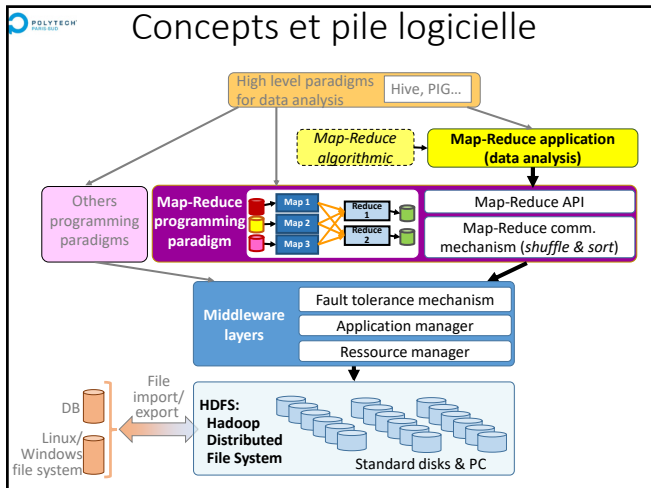 POLYTECH
PARIS-SUD
Concepts et pile logicielle
High level paradigms
for data analysis
Hive, PIG…
Map-Reduce
algorithmic
Map-Reduce application
(data analysis)
Others
programming
paradigms
Map-Reduce
programming
paradigm
Map 1
Map 2
Map 3
Reduce
1
Reduce
2
Map-Reduce API
Map-Reduce comm.
mechanism (shuffle & sort)
Middleware
layers
Fault tolerance mechanism
Application manager
Ressource manager
DB
Linux/
Windows
file system
File
import/
export
HDFS:
Hadoop
Distributed
File System
Standard disks & PC